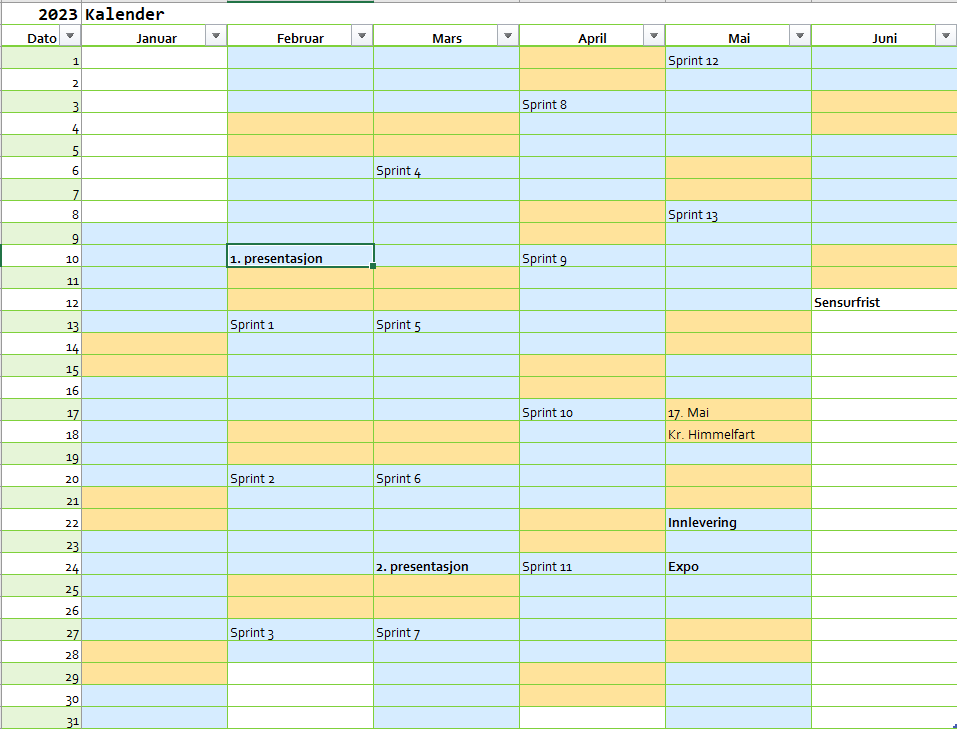 2023 Kalender
Dato Januar Februar Mars April Mai Juni
1 Sprint 12
2
3 Sprint 8
4
5
6 Sprint 4
7
8 Sprint 13
9
10 1. presentasjon Sprint 9
11
12 Sensurfrist
13 Sprint 1 Sprint 5
14
15
16
17 Sprint 10 17. Mai
18 Kr. Himmelfart
19
20 Sprint 2 Sprint 6
21
22 Innlevering
23
24 2. presentasjon Sprint 11 Expo
25
26
27 Sprint 3 Sprint 7
28
29
30
31